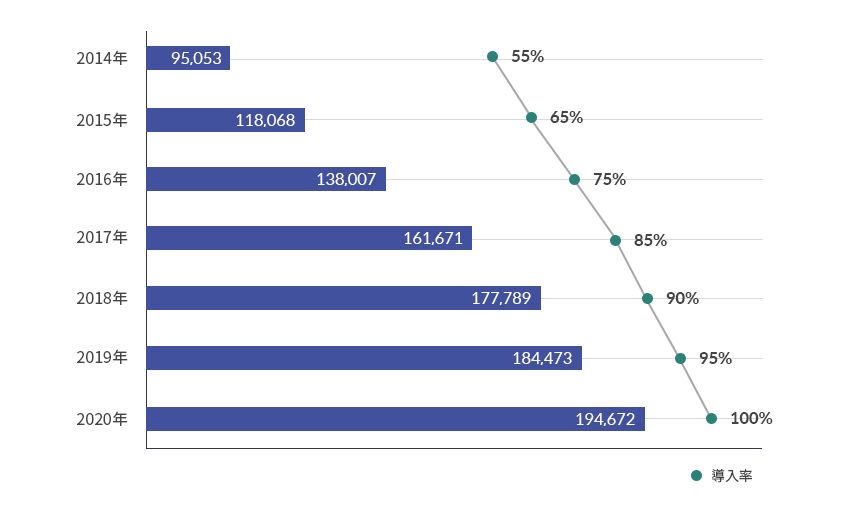 2014年 95,053 55%
2015年 118,068 65%
2016年 138,007 75%
2017年 161,671 85%
2018年 177,789 90%
2019年 184,473 95%
2020年 194,672 100%
導入率